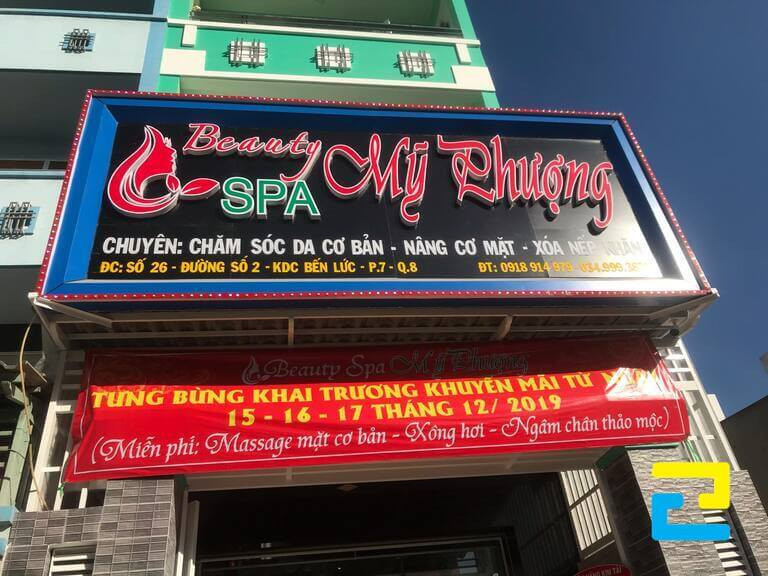 Beauty SPA Mỹ Phượng
CHUYÊN: CHĂM SÓC DA CƠ BẢN - NÂNG CƠ MẶT - XÓA NẾP NHĂN
ĐC: SỐ 26 - ĐƯỜNG SỐ 2 - KDC BẾN LỨC - P.7 - Q.8 ĐT: 0918 914 979
Beauty Spa Mỹ Phượng
TƯNG BỪNG KHAI TRƯƠNG KHUYẾN MÃI TỪ
15 - 16 - 17 THÁNG 12/ 2019
(Miễn phí: Massage mặt cơ bản - Xông hơi - Ngâm chân thảo mộc)